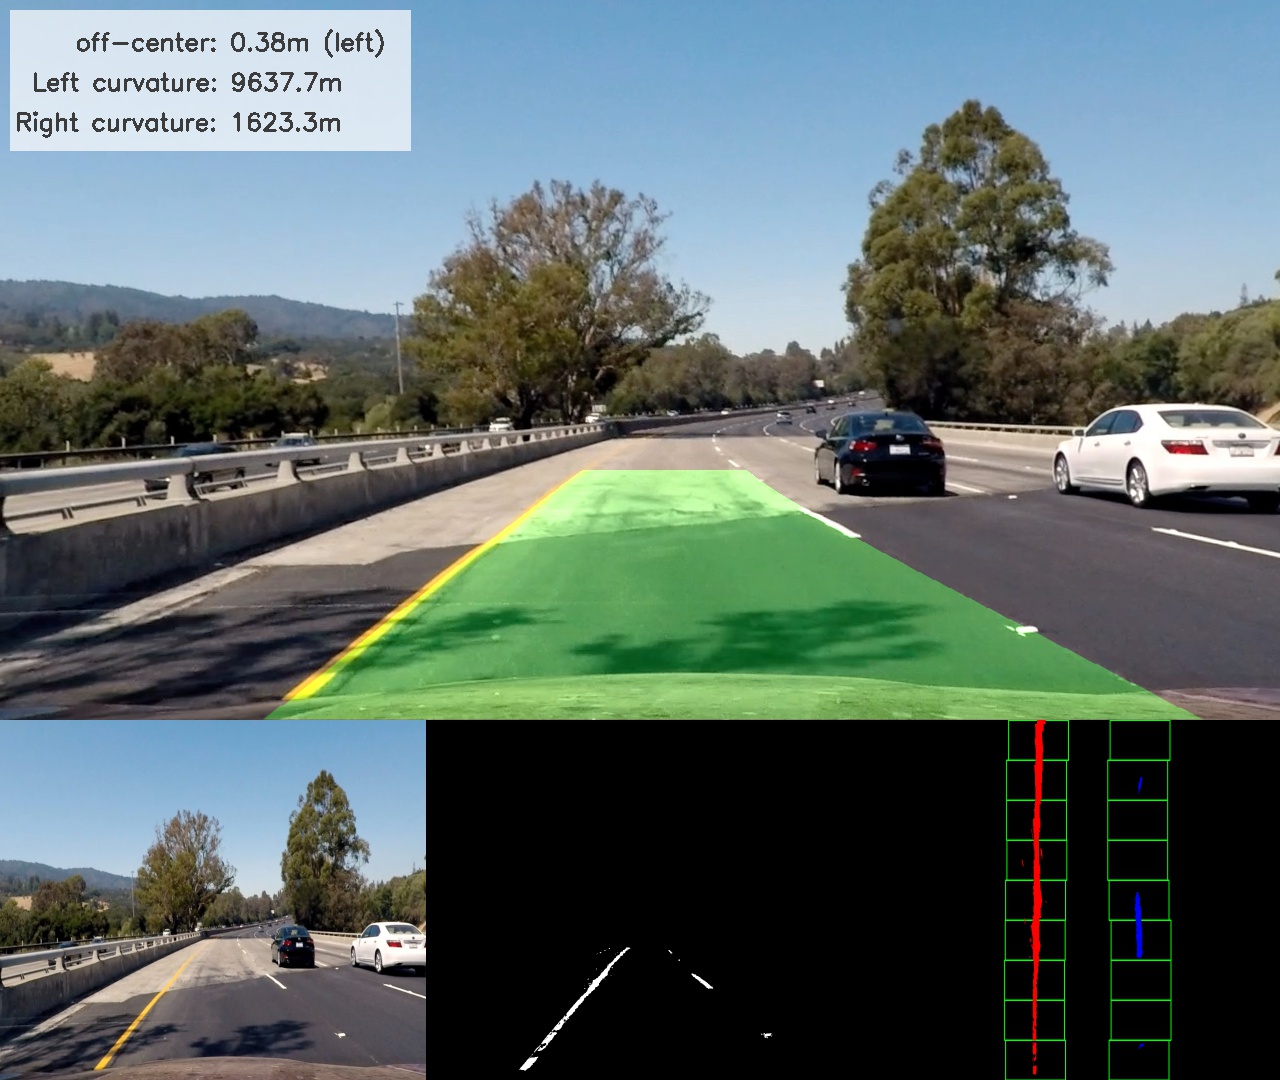 off-center: 0.38m (left)
Left curvature: 9637.7m
Right curvature: 1623.3m